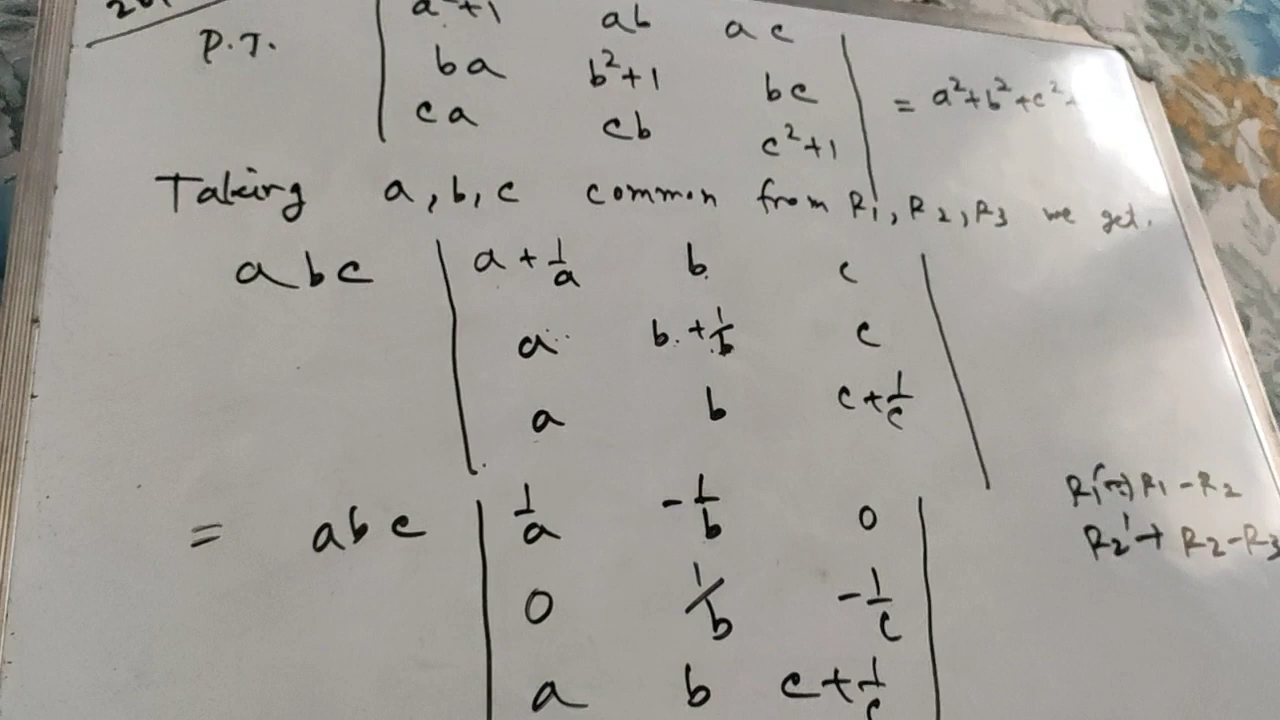 P.T. | a²+1 ab ac |
| ba b²+1 bc | = a²+b²+c²
| ca cb c²+1 |
Taking a, b, c common from R₁, R₂, R₃ we get.
abc | a + 1/a b c |
| a b + 1/b c |
| a b c + 1/c |
= abc | 1/a -1/b 0 | R₁' → R₁ - R₂
| 0 1/b -1/c | R₂' → R₂ - R₃
| a b c + 1/c |